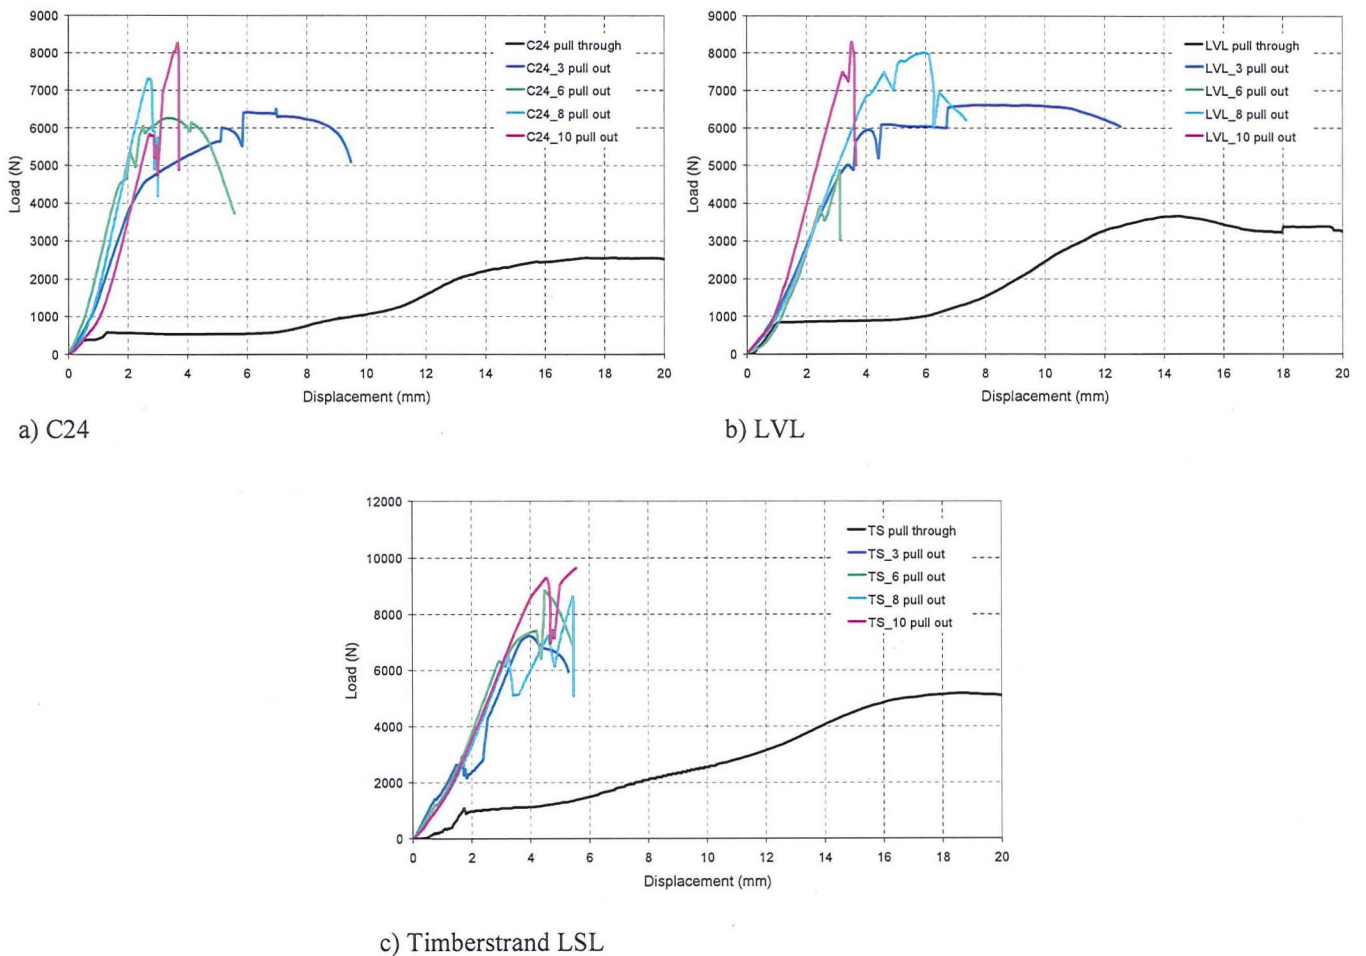 9000
8000
7000
6000
5000
4000
3000
2000
1000
0
Load (N)
C24 pull through
C24_3 pull out
C24_6 pull out
C24_8 pull out
C24_10 pull out
0 2 4 6 8 10 12 14 16 18 20
Displacement (mm)
a) C24
9000
8000
7000
6000
5000
4000
3000
2000
1000
0
Load (N)
LVL pull through
LVL_3 pull out
LVL_6 pull out
LVL_8 pull out
LVL_10 pull out
0 2 4 6 8 10 12 14 16 18 20
Displacement (mm)
b) LVL
12000
10000
8000
6000
4000
2000
0
Load (N)
TS pull through
TS_3 pull out
TS_6 pull out
TS_8 pull out
TS_10 pull out
0 2 4 6 8 10 12 14 16 18 20
Displacement (mm)
c) Timberstrand LSL